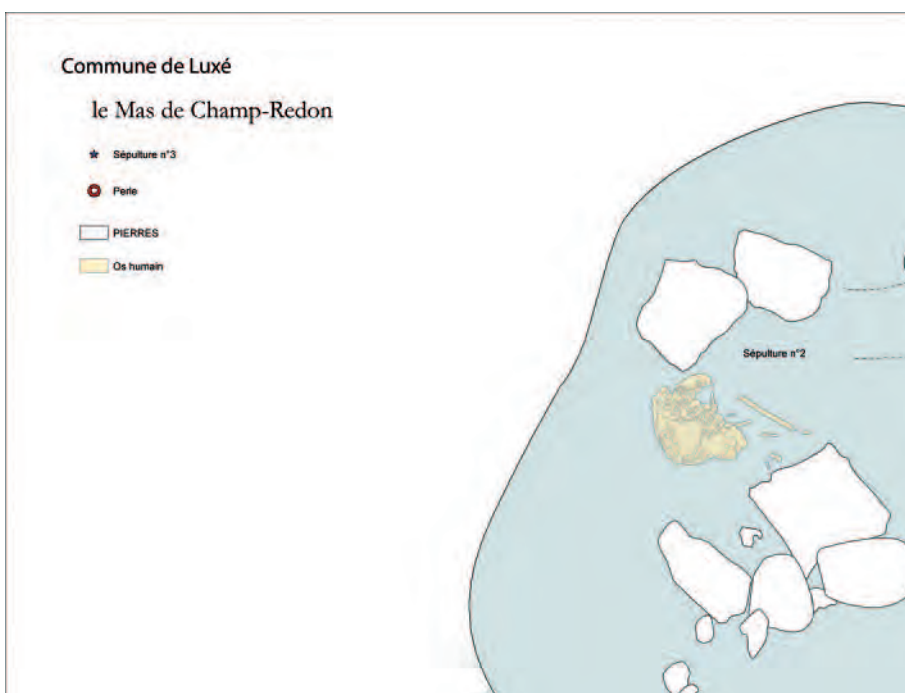 Commune de Luxé
le Mas de Champ-Redon
Sépulture n°3
Perle
PIERRES
Os humain
Sépulture n°2